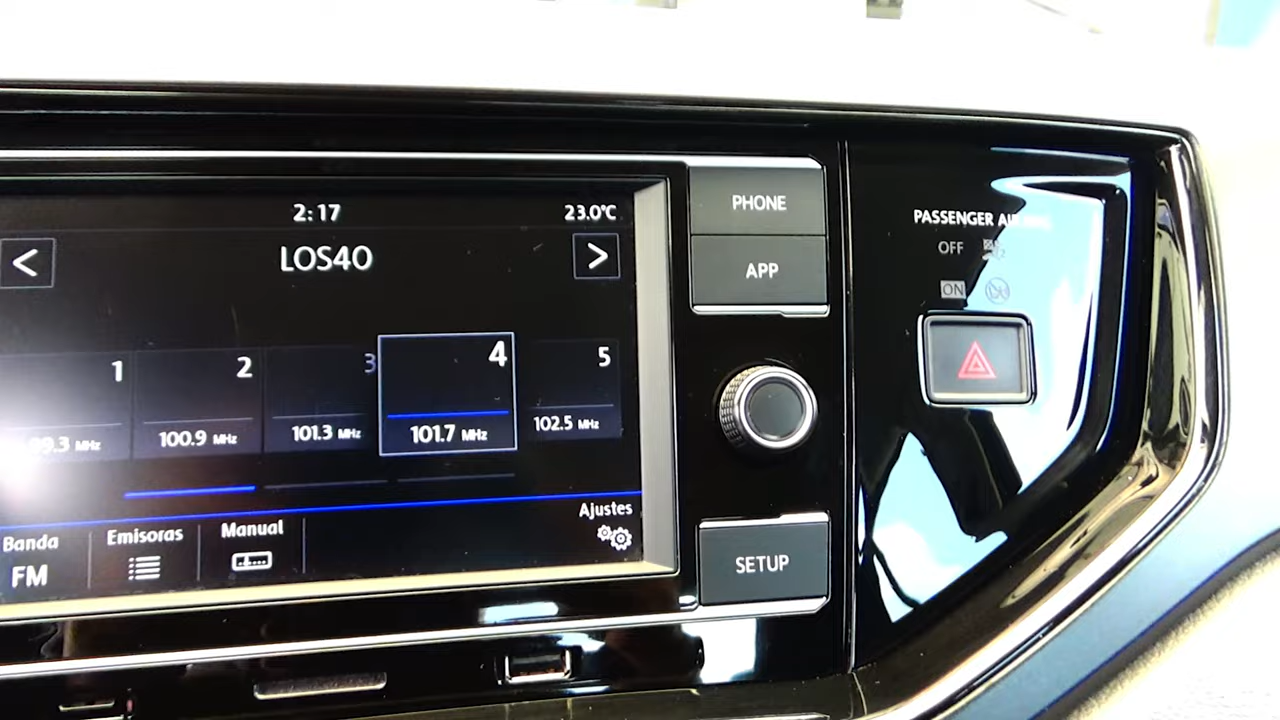 2:17 23.0°C
< LOS40 >
1 2 3 4 5
100.9 MHz 101.3 MHz 101.7 MHz 102.5 MHz
Banda Emisoras Manual Ajustes
FM
PHONE
APP
SETUP
PASSENGER
OFF
ON